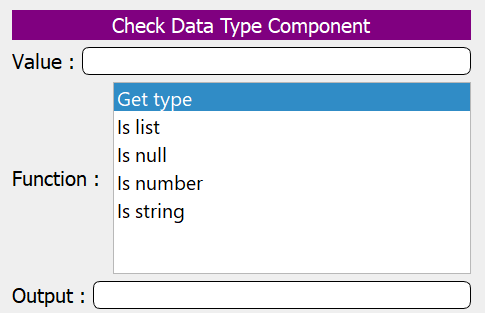 Check Data Type Component
Value :
Get type
Is list
Is null
Function :
Is number
Is string
Output :